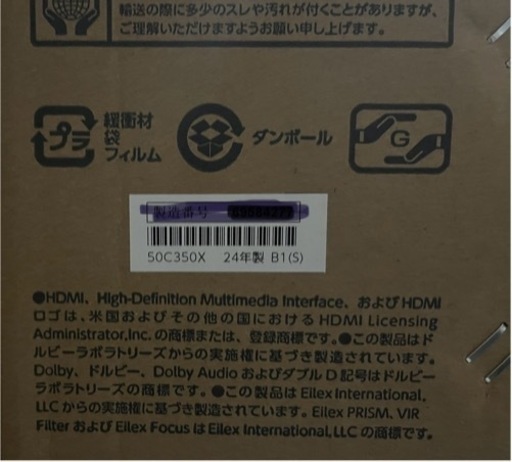 輸送の際に多少のスレや汚れが付くことがありますが、
ご理解いただけますようお願い申し上げます。
プラ
緩衝材
袋
フィルム
ダンボール
G
製造番号
50C350X 24年製 B1(S)
●HDMI、High-Definition Multimedia Interface、およびHDMI
ロゴは、米国およびその他の国における HDMI Licensing
Administrator,Inc. の商標または、登録商標です。●この製品はド
ルビーラボラトリーズからの実施権に基づき製造されています。
Dolby、ドルビー、Dolby Audio およびダブル D 記号はドルビー
ラボラトリーズの商標です。●この製品は Eilex International,
LLC からの実施権に基づき製造されています。Eilex PRISM, VIR
Filter および Eilex Focus は Eilex International, LLC の商標です。